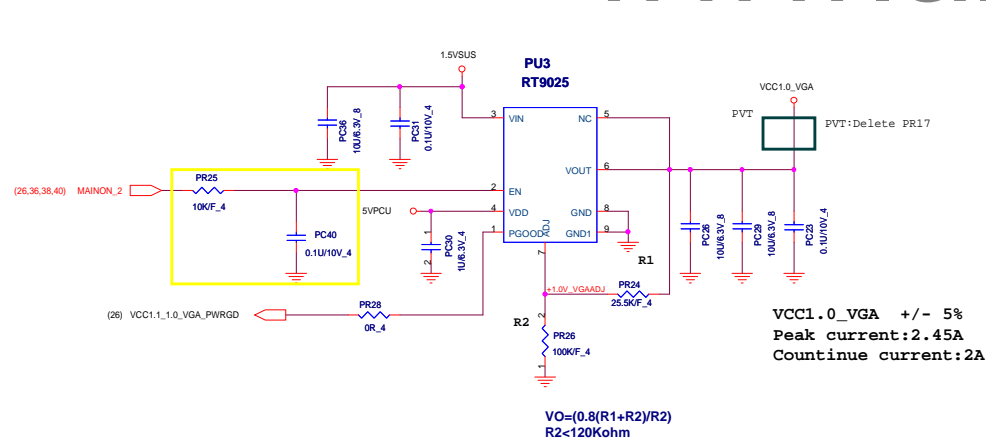 1.5VSUS
PU3
RT9025
VCC1.0_VGA
PVT
PVT:Delete PR17
PC36
10U/6.3V_8
PC31
0.1U/10V_4
3
VIN
NC
5
VOUT
6
(26,36,38,40) MAINON_2
PR25
10K/F_4
2
EN
5VPCU
4
VDD
GND
8
1
PGOOD
ADJ
GND1
9
PC40
0.1U/10V_4
1
PC30
1U/6.3V_4
2
7
R1
PC26
10U/6.3V_8
PC29
10U/6.3V_8
PC23
0.1U/10V_4
+1.0V_VGAADJ
PR24
25.5K/F_4
(26) VCC1.1_1.0_VGA_PWRGD
PR28
0R_4
R2
2
PR26
100K/F_4
1
VCC1.0_VGA +/- 5%
Peak current:2.45A
Countinue current:2A
VO=(0.8(R1+R2)/R2)
R2<120Kohm